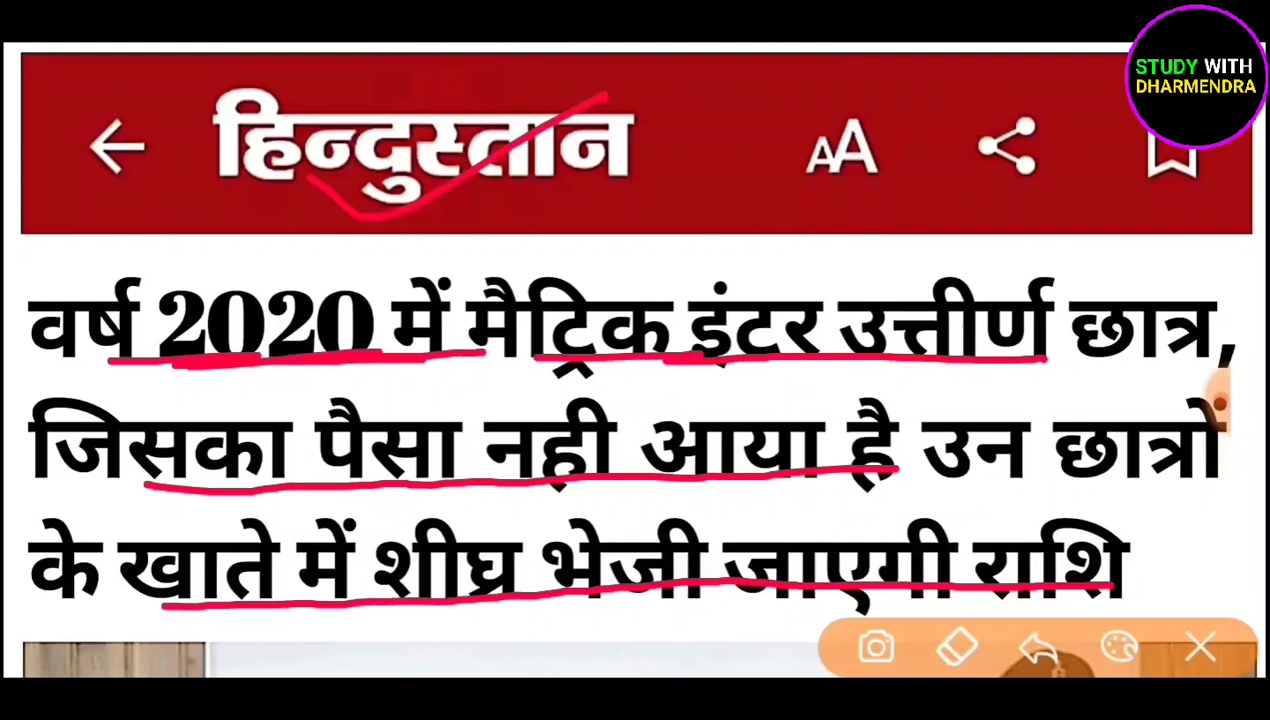 STUDY WITH
DHARMENDRA
हिन्दुस्तान
AA
वर्ष 2020 में मैट्रिक इंटर उत्तीर्ण छात्र,
जिसका पैसा नही आया है उन छात्रो
के खाते में शीघ्र भेजी जाएगी राशि